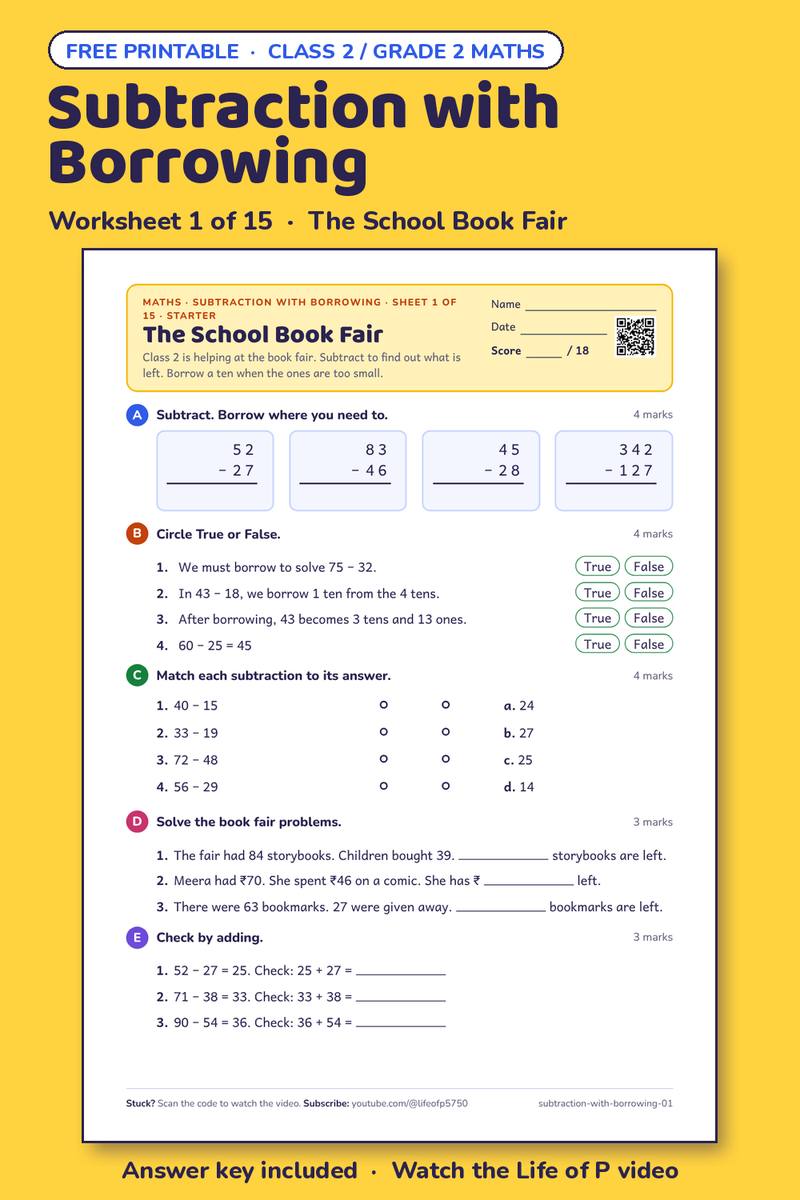 FREE PRINTABLE · CLASS 2 / GRADE 2 MATHS
Subtraction with
Borrowing
Worksheet 1 of 15 · The School Book Fair
MATHS · SUBTRACTION WITH BORROWING · SHEET 1 OF
15 · STARTER
The School Book Fair
Class 2 is helping at the book fair. Subtract to find out what is
left. Borrow a ten when the ones are too small.
Name
Date
Score ______ / 18
A Subtract. Borrow where you need to. 4 marks
52 83 45 342
− 27 − 46 − 28 − 127
B Circle True or False. 4 marks
1. We must borrow to solve 75 − 32. True False
2. In 43 − 18, we borrow 1 ten from the 4 tens. True False
3. After borrowing, 43 becomes 3 tens and 13 ones. True False
4. 60 − 25 = 45 True False
C Match each subtraction to its answer. 4 marks
1. 40 − 15 a. 24
2. 33 − 19 b. 27
3. 72 − 48 c. 25
4. 56 − 29 d. 14
D Solve the book fair problems. 3 marks
1. The fair had 84 storybooks. Children bought 39. ____________ storybooks are left.
2. Meera had ₹70. She spent ₹46 on a comic. She has ₹ ____________ left.
3. There were 63 bookmarks. 27 were given away. ____________ bookmarks are left.
E Check by adding. 3 marks
1. 52 − 27 = 25. Check: 25 + 27 = ____________
2. 71 − 38 = 33. Check: 33 + 38 = ____________
3. 90 − 54 = 36. Check: 36 + 54 = ____________
Stuck? Scan the code to watch the video. Subscribe: youtube.com/@lifeofp5750 subtraction-with-borrowing-01
Answer key included · Watch the Life of P video